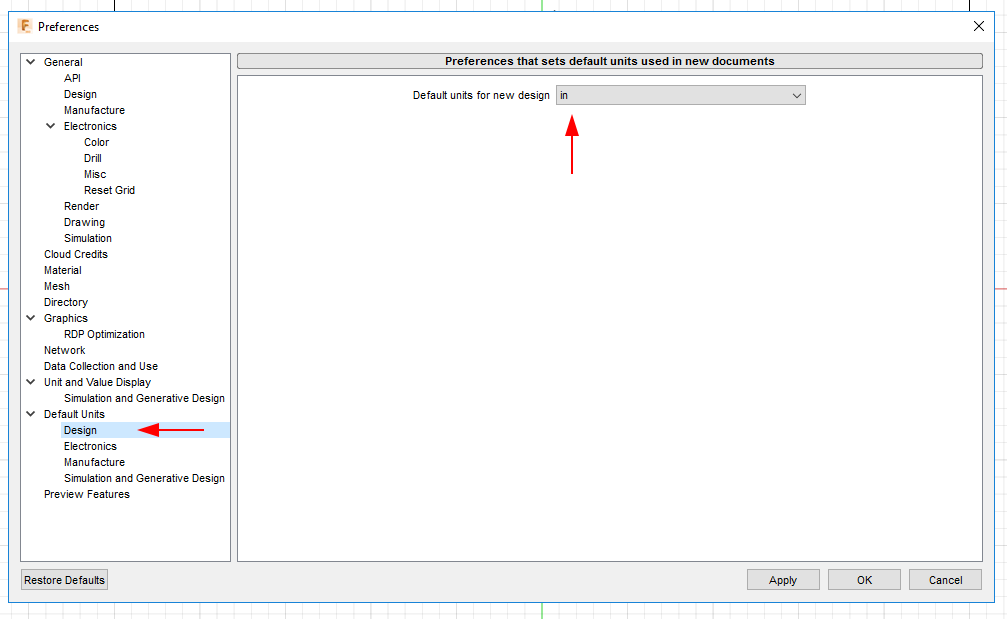 Preferences
General
API
Design
Manufacture
Electronics
Color
Drill
Misc
Reset Grid
Render
Drawing
Simulation
Cloud Credits
Material
Mesh
Directory
Graphics
RDP Optimization
Network
Data Collection and Use
Unit and Value Display
Simulation and Generative Design
Default Units
Design
Electronics
Manufacture
Simulation and Generative Design
Preview Features
Preferences that sets default units used in new documents
Default units for new design in
Restore Defaults Apply OK Cancel